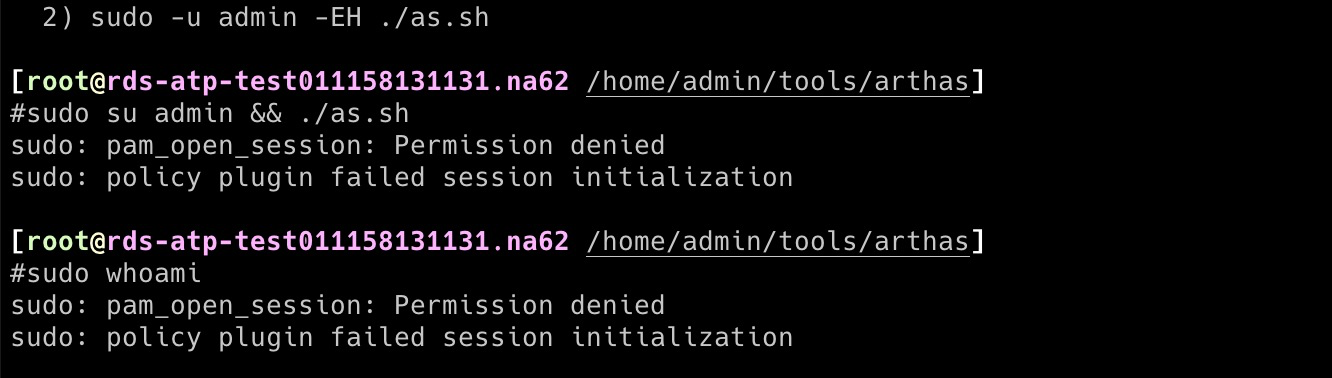 2) sudo -u admin -EH ./as.sh
[root@rds-atp-test011158131131.na62 /home/admin/tools/arthas]
#sudo su admin && ./as.sh
sudo: pam_open_session: Permission denied
sudo: policy plugin failed session initialization
[root@rds-atp-test011158131131.na62 /home/admin/tools/arthas]
#sudo whoami
sudo: pam_open_session: Permission denied
sudo: policy plugin failed session initialization